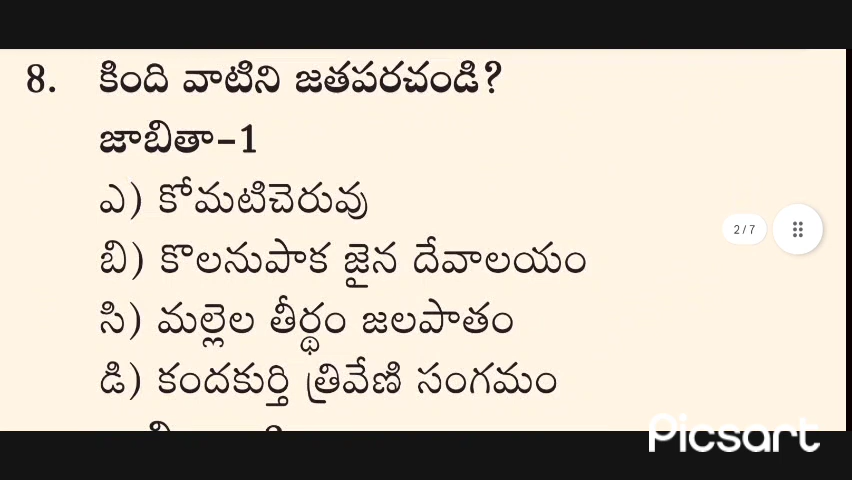 8. కింది వాటిని జతపరచండి?
జాబితా-1
ఎ) కోమటిచెరువు
బి) కొలనుపాక జైన దేవాలయం
సి) మల్లెల తీర్థం జలపాతం
2/7
డి) కందకుర్తి త్రివేణి సంగమం
Picsart